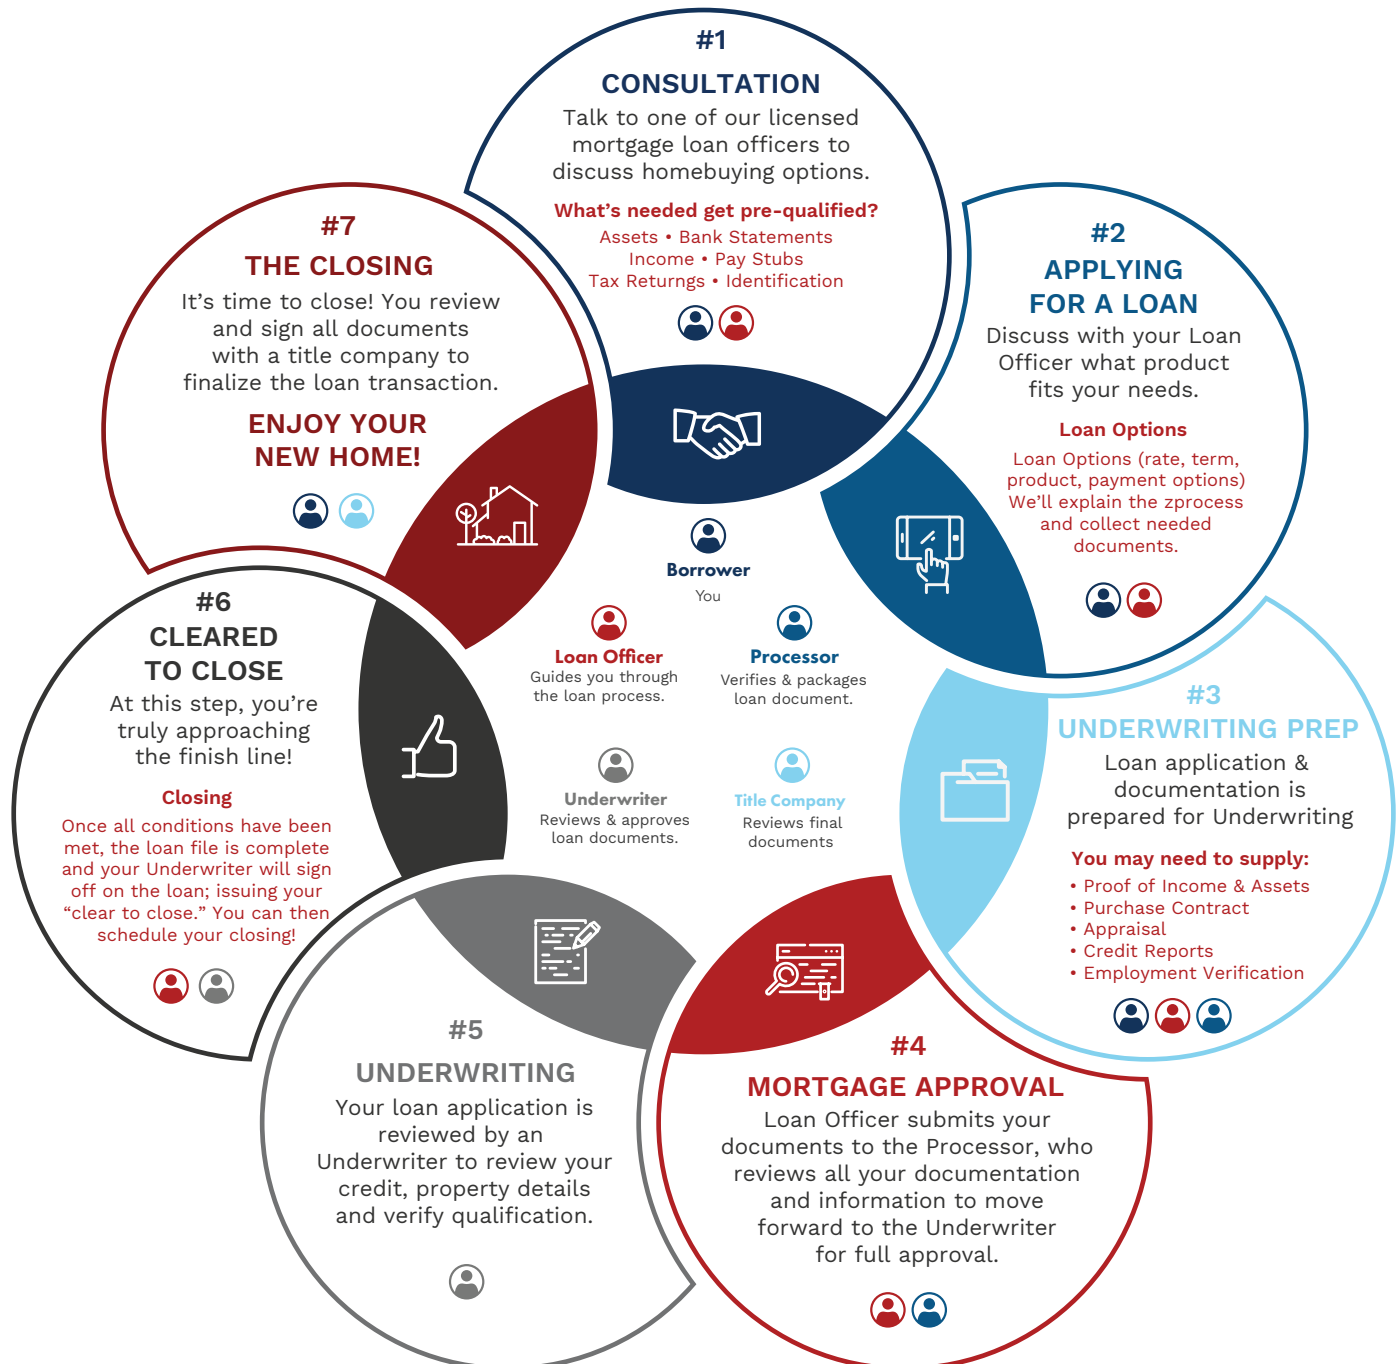 #1
CONSULTATION
Talk to one of our licensed
mortgage loan officers to
discuss homebuying options.
What's needed get pre-qualified?
Assets • Bank Statements
Income • Pay Stubs
Tax Returngs • Identification
#2
APPLYING
FOR A LOAN
Discuss with your Loan
Officer what product
fits your needs.
Loan Options
Loan Options (rate, term,
product, payment options)
We'll explain the zprocess
and collect needed
documents.
#3
UNDERWRITING PREP
Loan application &
documentation is
prepared for Underwriting
You may need to supply:
• Proof of Income & Assets
• Purchase Contract
• Appraisal
• Credit Reports
• Employment Verification
#4
MORTGAGE APPROVAL
Loan Officer submits your
documents to the Processor, who
reviews all your documentation
and information to move
forward to the Underwriter
for full approval.
#5
UNDERWRITING
Your loan application is
reviewed by an
Underwriter to review your
credit, property details
and verify qualification.
#6
CLEARED
TO CLOSE
At this step, you're
truly approaching
the finish line!
Closing
Once all conditions have been
met, the loan file is complete
and your Underwriter will sign
off on the loan; issuing your
“clear to close.” You can then
schedule your closing!
#7
THE CLOSING
It's time to close! You review
and sign all documents
with a title company to
finalize the loan transaction.
ENJOY YOUR
NEW HOME!
Borrower
You
Loan Officer
Guides you through
the loan process.
Processor
Verifies & packages
loan document.
Underwriter
Reviews & approves
loan documents.
Title Company
Reviews final
documents